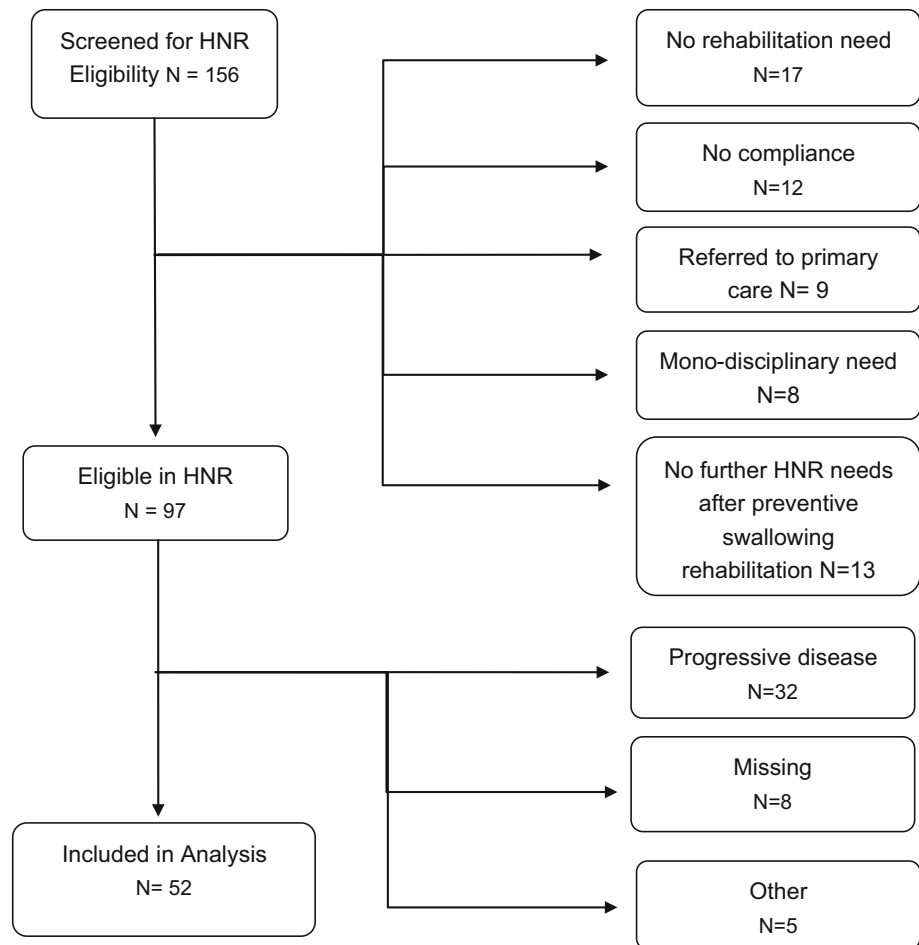 Screened for HNR
Eligibility N = 156
No rehabilitation need
N=17
No compliance
N=12
Referred to primary
care N= 9
Mono-disciplinary need
N=8
Eligible in HNR
N = 97
No further HNR needs
after preventive
swallowing
rehabilitation N=13
Progressive disease
N=32
Missing
N=8
Included in Analysis
N= 52
Other
N=5